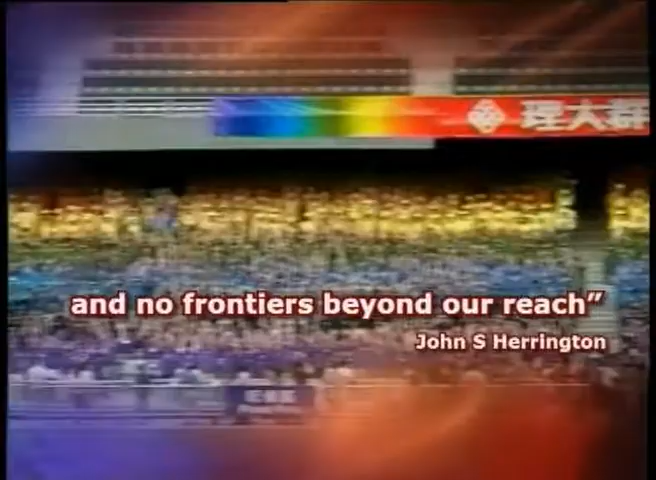 理大群
and no frontiers beyond our reach”
John S Herrington